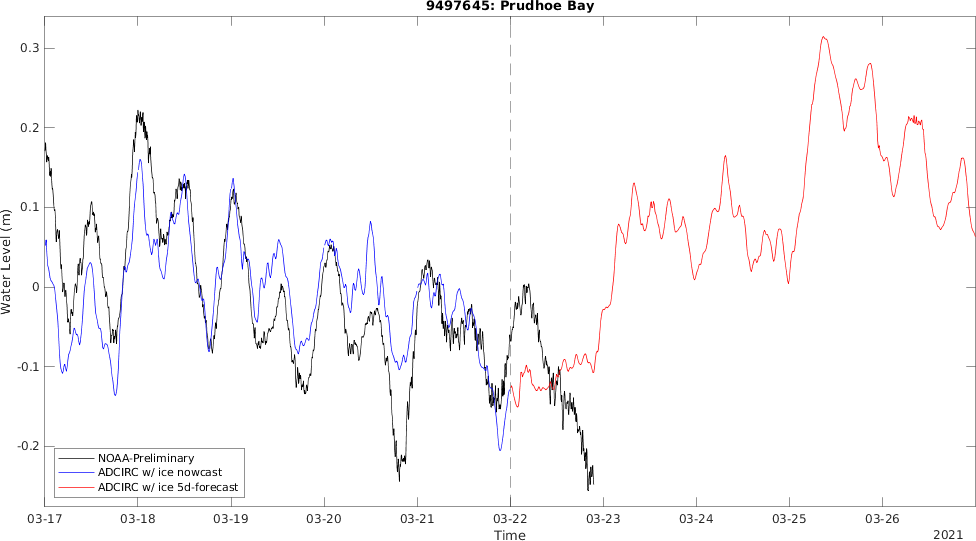 9497645: Prudhoe Bay
0.3
0.2
0.1
0
-0.1
-0.2
Water Level (m)
NOAA-Preliminary
ADCIRC w/ ice nowcast
ADCIRC w/ ice 5d-forecast
03-17 03-18 03-19 03-20 03-21 03-22 03-23 03-24 03-25 03-26
Time
2021